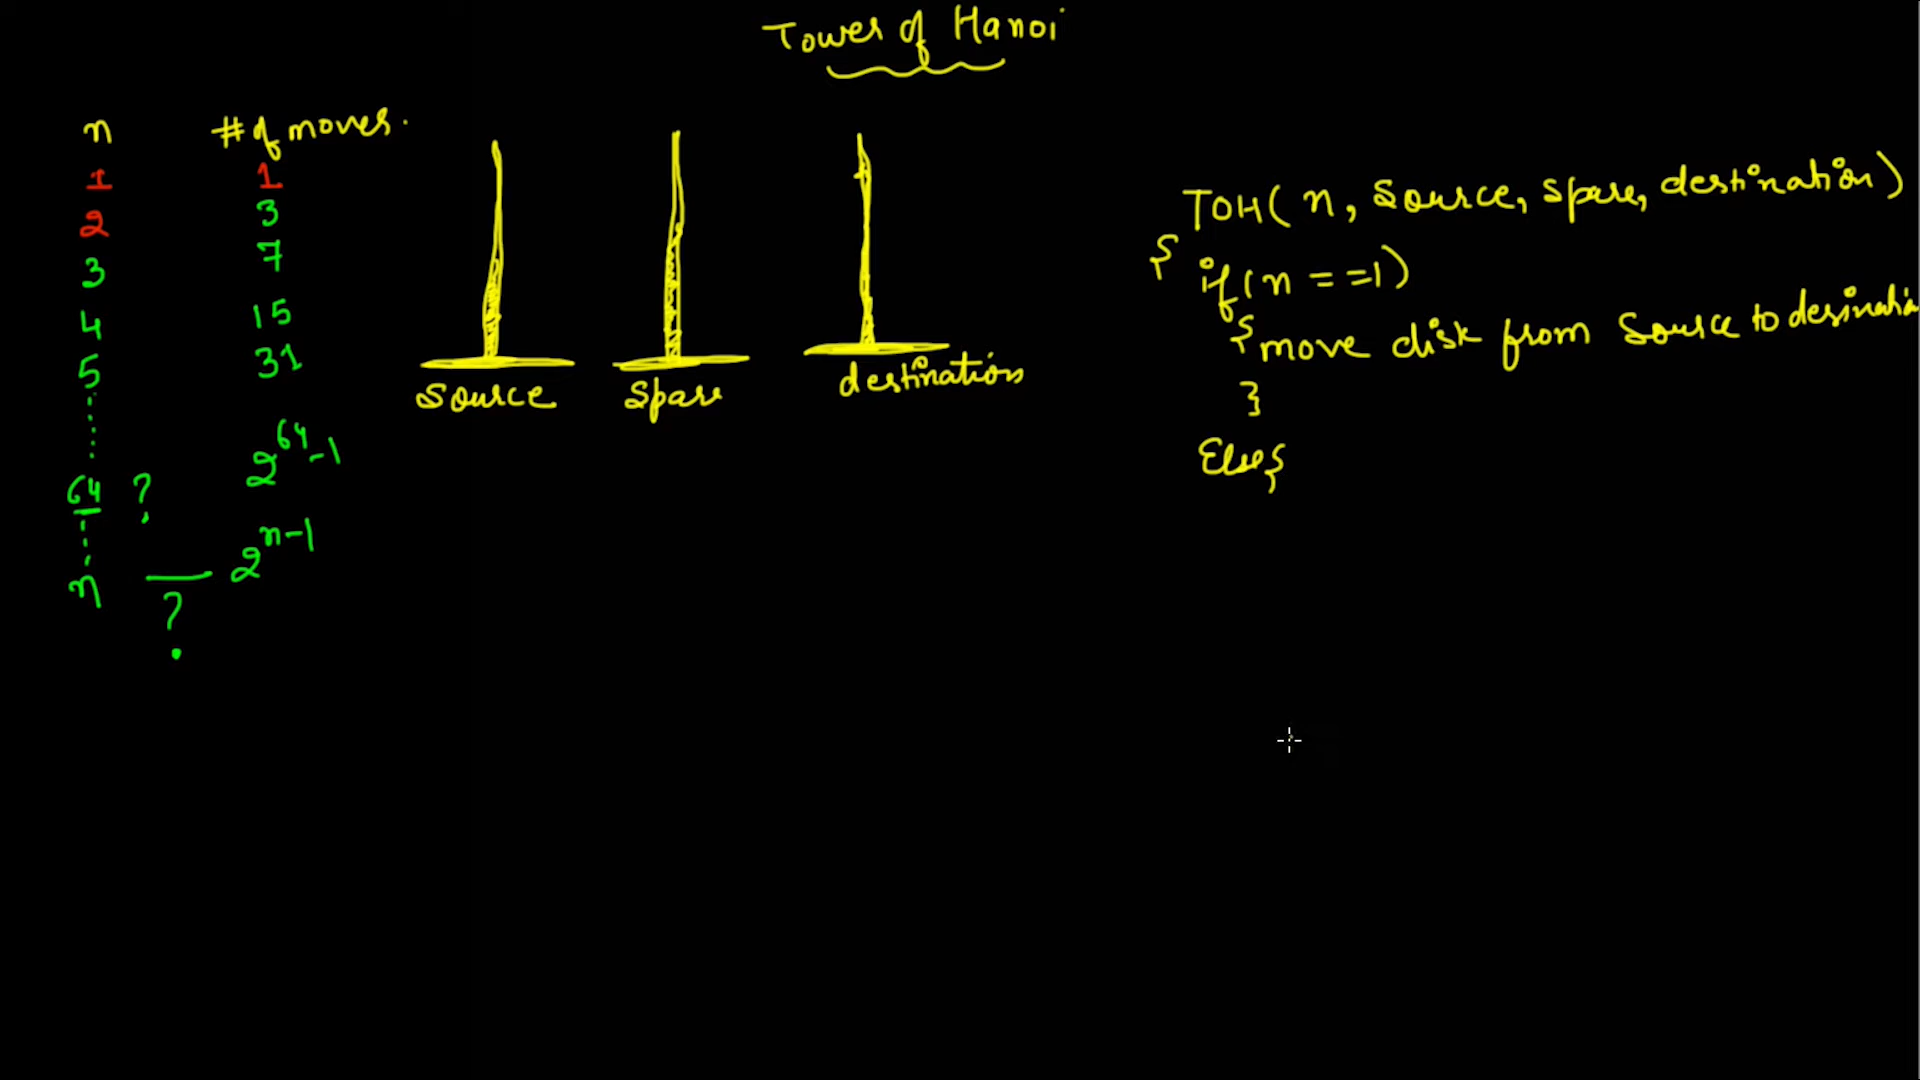 Tower of Hanoi
n # of moves.
1 1
2 3
3 7
4 15
5 31
64 ? 2^64-1
n ? 2^n-1
Source Spare destination
TOH( n, Source, Spare, destination)
{ if(n==1)
{ move disk from Source to desination
}
Else{